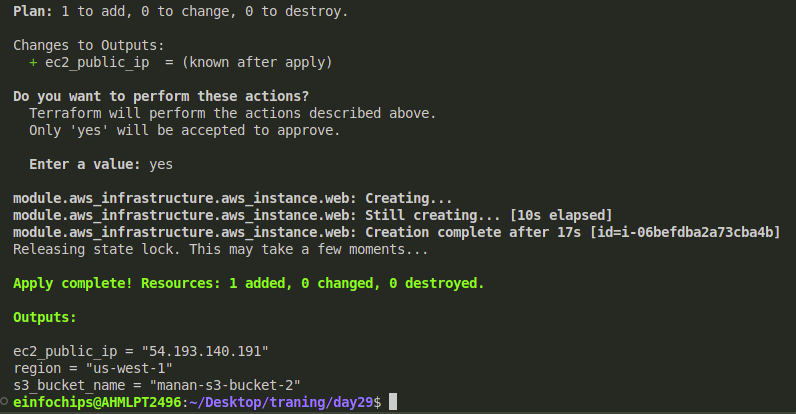 Plan: 1 to add, 0 to change, 0 to destroy.
Changes to Outputs:
+ ec2_public_ip  = (known after apply)
Do you want to perform these actions?
Terraform will perform the actions described above.
Only 'yes' will be accepted to approve.
Enter a value: yes
module.aws_infrastructure.aws_instance.web: Creating...
module.aws_infrastructure.aws_instance.web: Still creating... [10s elapsed]
module.aws_infrastructure.aws_instance.web: Creation complete after 17s [id=i-06befdba2a73cba4b]
Releasing state lock. This may take a few moments...
Apply complete! Resources: 1 added, 0 changed, 0 destroyed.
Outputs:
ec2_public_ip = "54.193.140.191"
region = "us-west-1"
s3_bucket_name = "manan-s3-bucket-2"
einfochips@AHMLPT2496:~/Desktop/traning/day29$